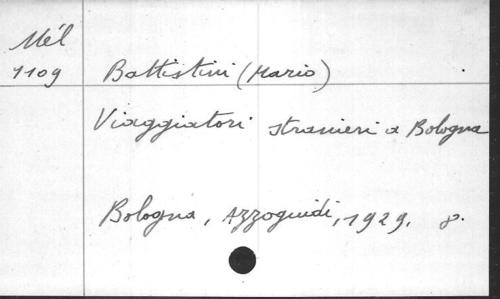 Mél
1109 Battistini (Mario)
Viaggiatori stranieri a Bologna
Bologna, Azzoguidi, 1929. 8.